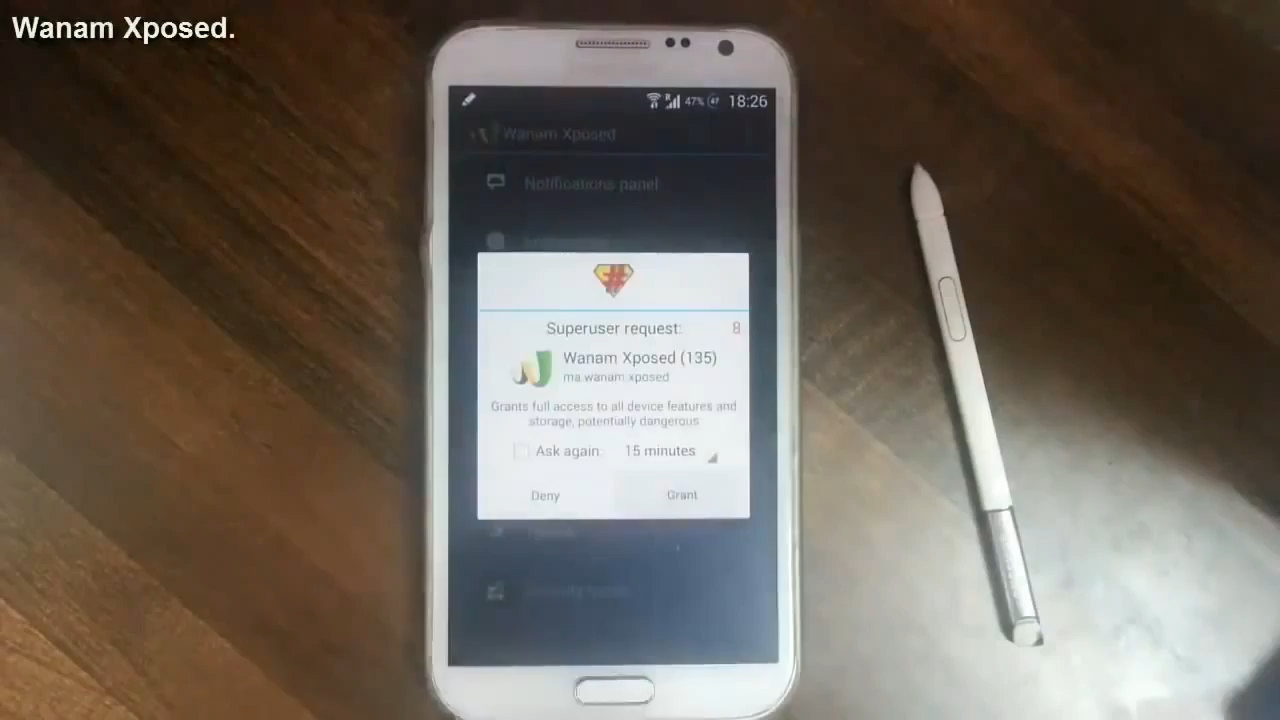 Wanam Xposed.
47% 47 18:26
Wanam Xposed
Notifications panel
Superuser request: 8
Wanam Xposed (135)
ma.wanam.xposed
Grants full access to all device features and
storage, potentially dangerous
Ask again: 15 minutes
Deny Grant